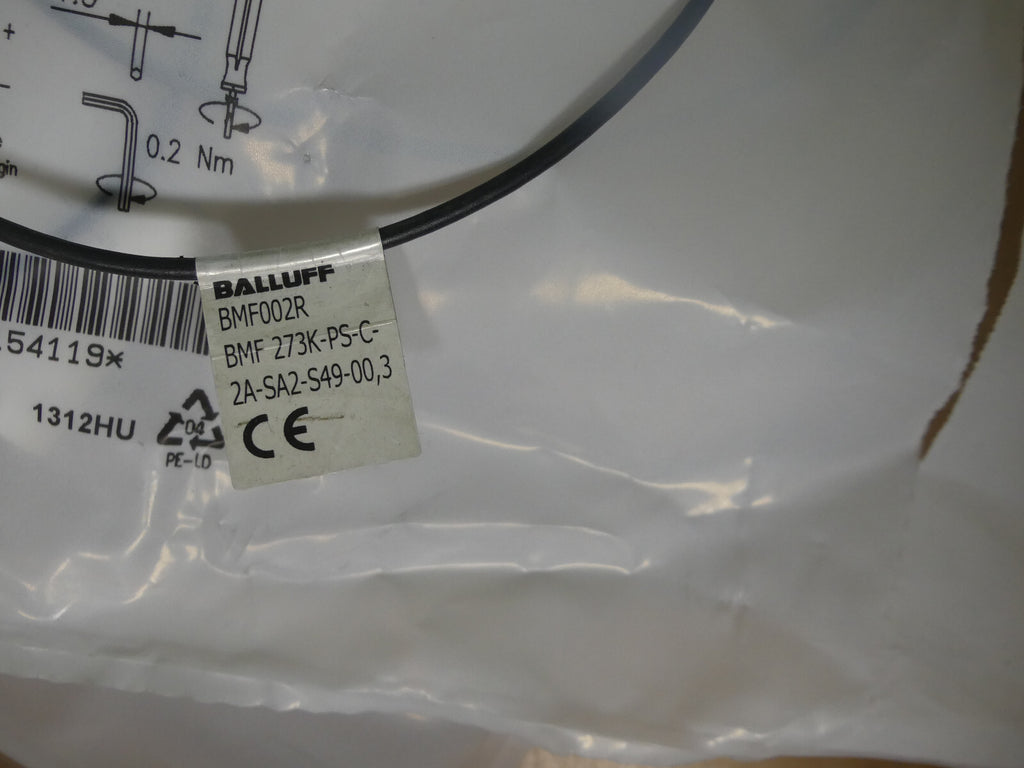 +
0.2 Nm
gin
54119*
1312HU
04
PE-LD
BALLUFF
BMF002R
BMF 273K-PS-C-
2A-SA2-S49-00,3
CE